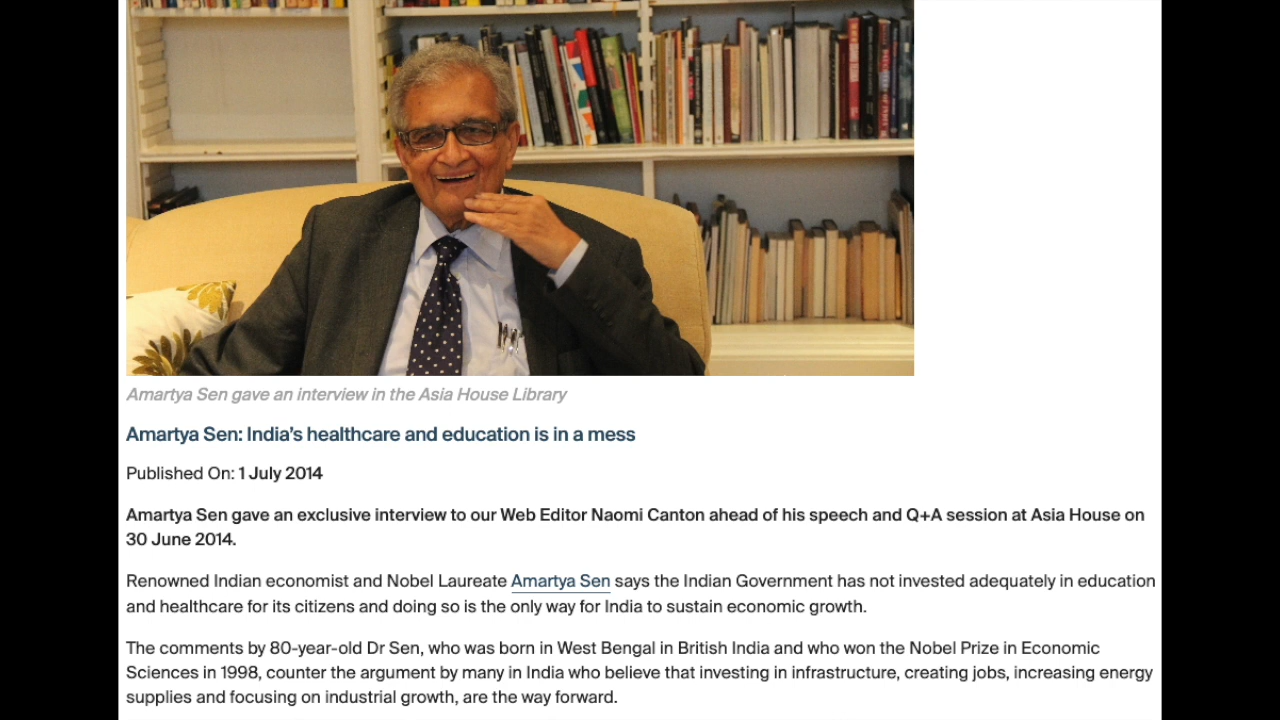 Amartya Sen gave an interview in the Asia House Library
Amartya Sen: India's healthcare and education is in a mess
Published On: 1 July 2014
Amartya Sen gave an exclusive interview to our Web Editor Naomi Canton ahead of his speech and Q+A session at Asia House on
30 June 2014.
Renowned Indian economist and Nobel Laureate Amartya Sen says the Indian Government has not invested adequately in education
and healthcare for its citizens and doing so is the only way for India to sustain economic growth.
The comments by 80-year-old Dr Sen, who was born in West Bengal in British India and who won the Nobel Prize in Economic
Sciences in 1998, counter the argument by many in India who believe that investing in infrastructure, creating jobs, increasing energy
supplies and focusing on industrial growth, are the way forward.